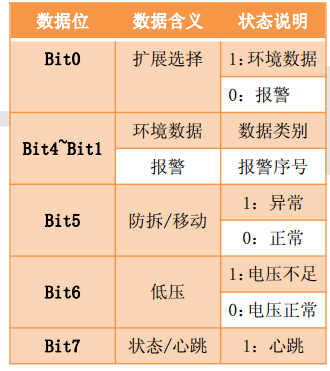 数据位 数据含义 状态说明
Bit0 扩展选择 1:环境数据
0: 报警
Bit4~Bit1 环境数据 数据类别
报警 报警序号
Bit5 防拆/移动 1: 异常
0: 正常
Bit6 低压 1:电压不足
0:电压正常
Bit7 状态/心跳 1: 心跳